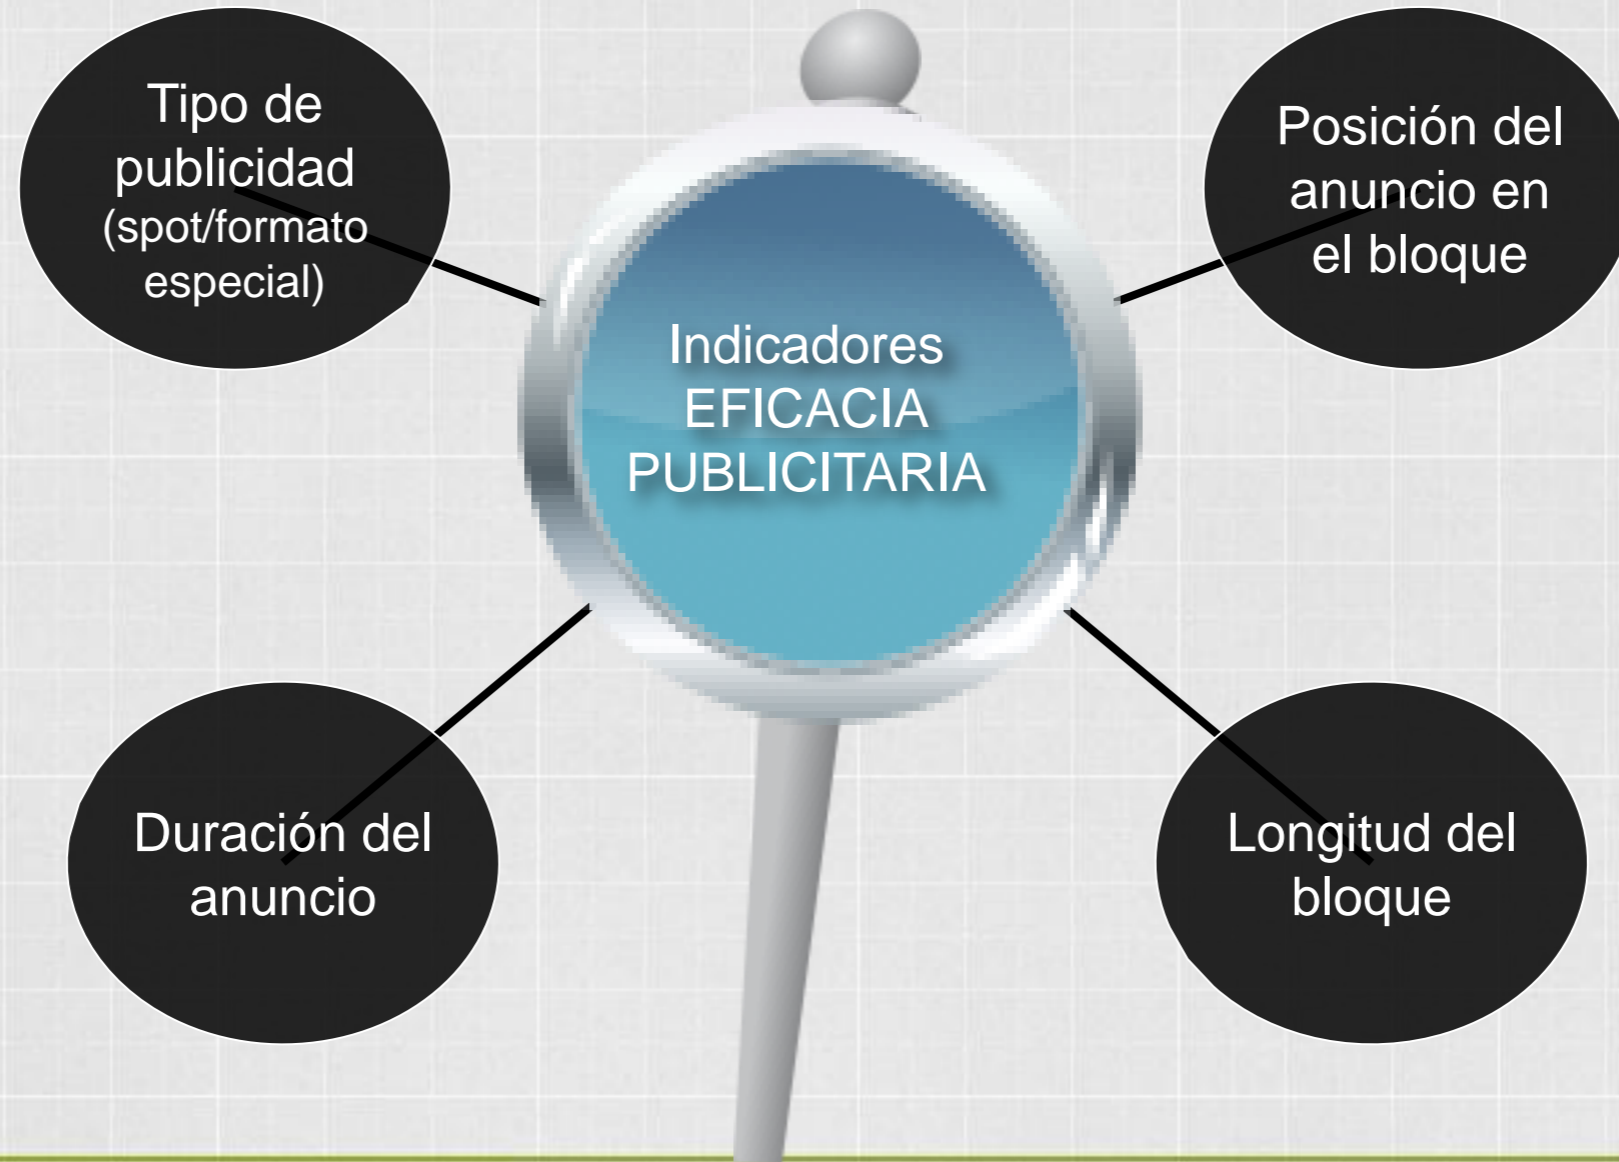 Tipo de
publicidad
(spot/formato
especial)
Posición del
anuncio en
el bloque
Indicadores
EFICACIA
PUBLICITARIA
Duración del
anuncio
Longitud del
bloque